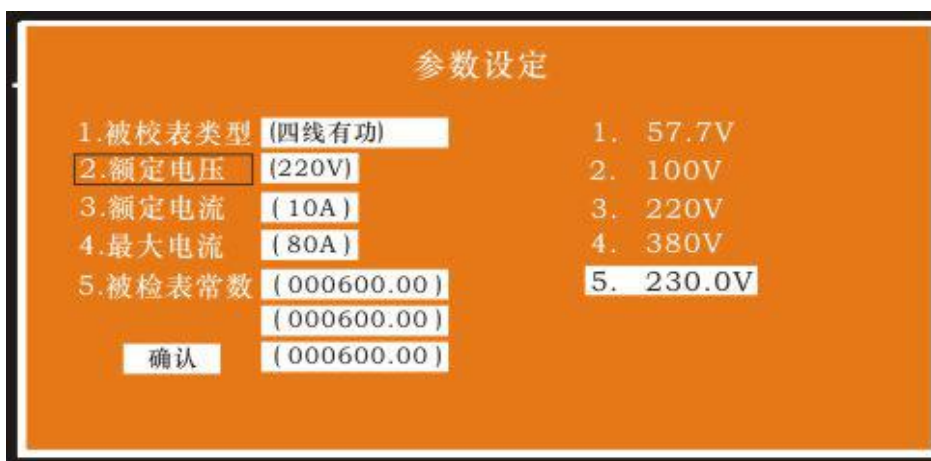 参数设定
1.被校表类型 (四线有功) 1. 57.7V
2.额定电压 (220V) 2. 100V
3.额定电流 (10A) 3. 220V
4.最大电流 (80A) 4. 380V
5.被检表常数 (000600.00) 5. 230.0V
(000600.00)
确认 (000600.00)